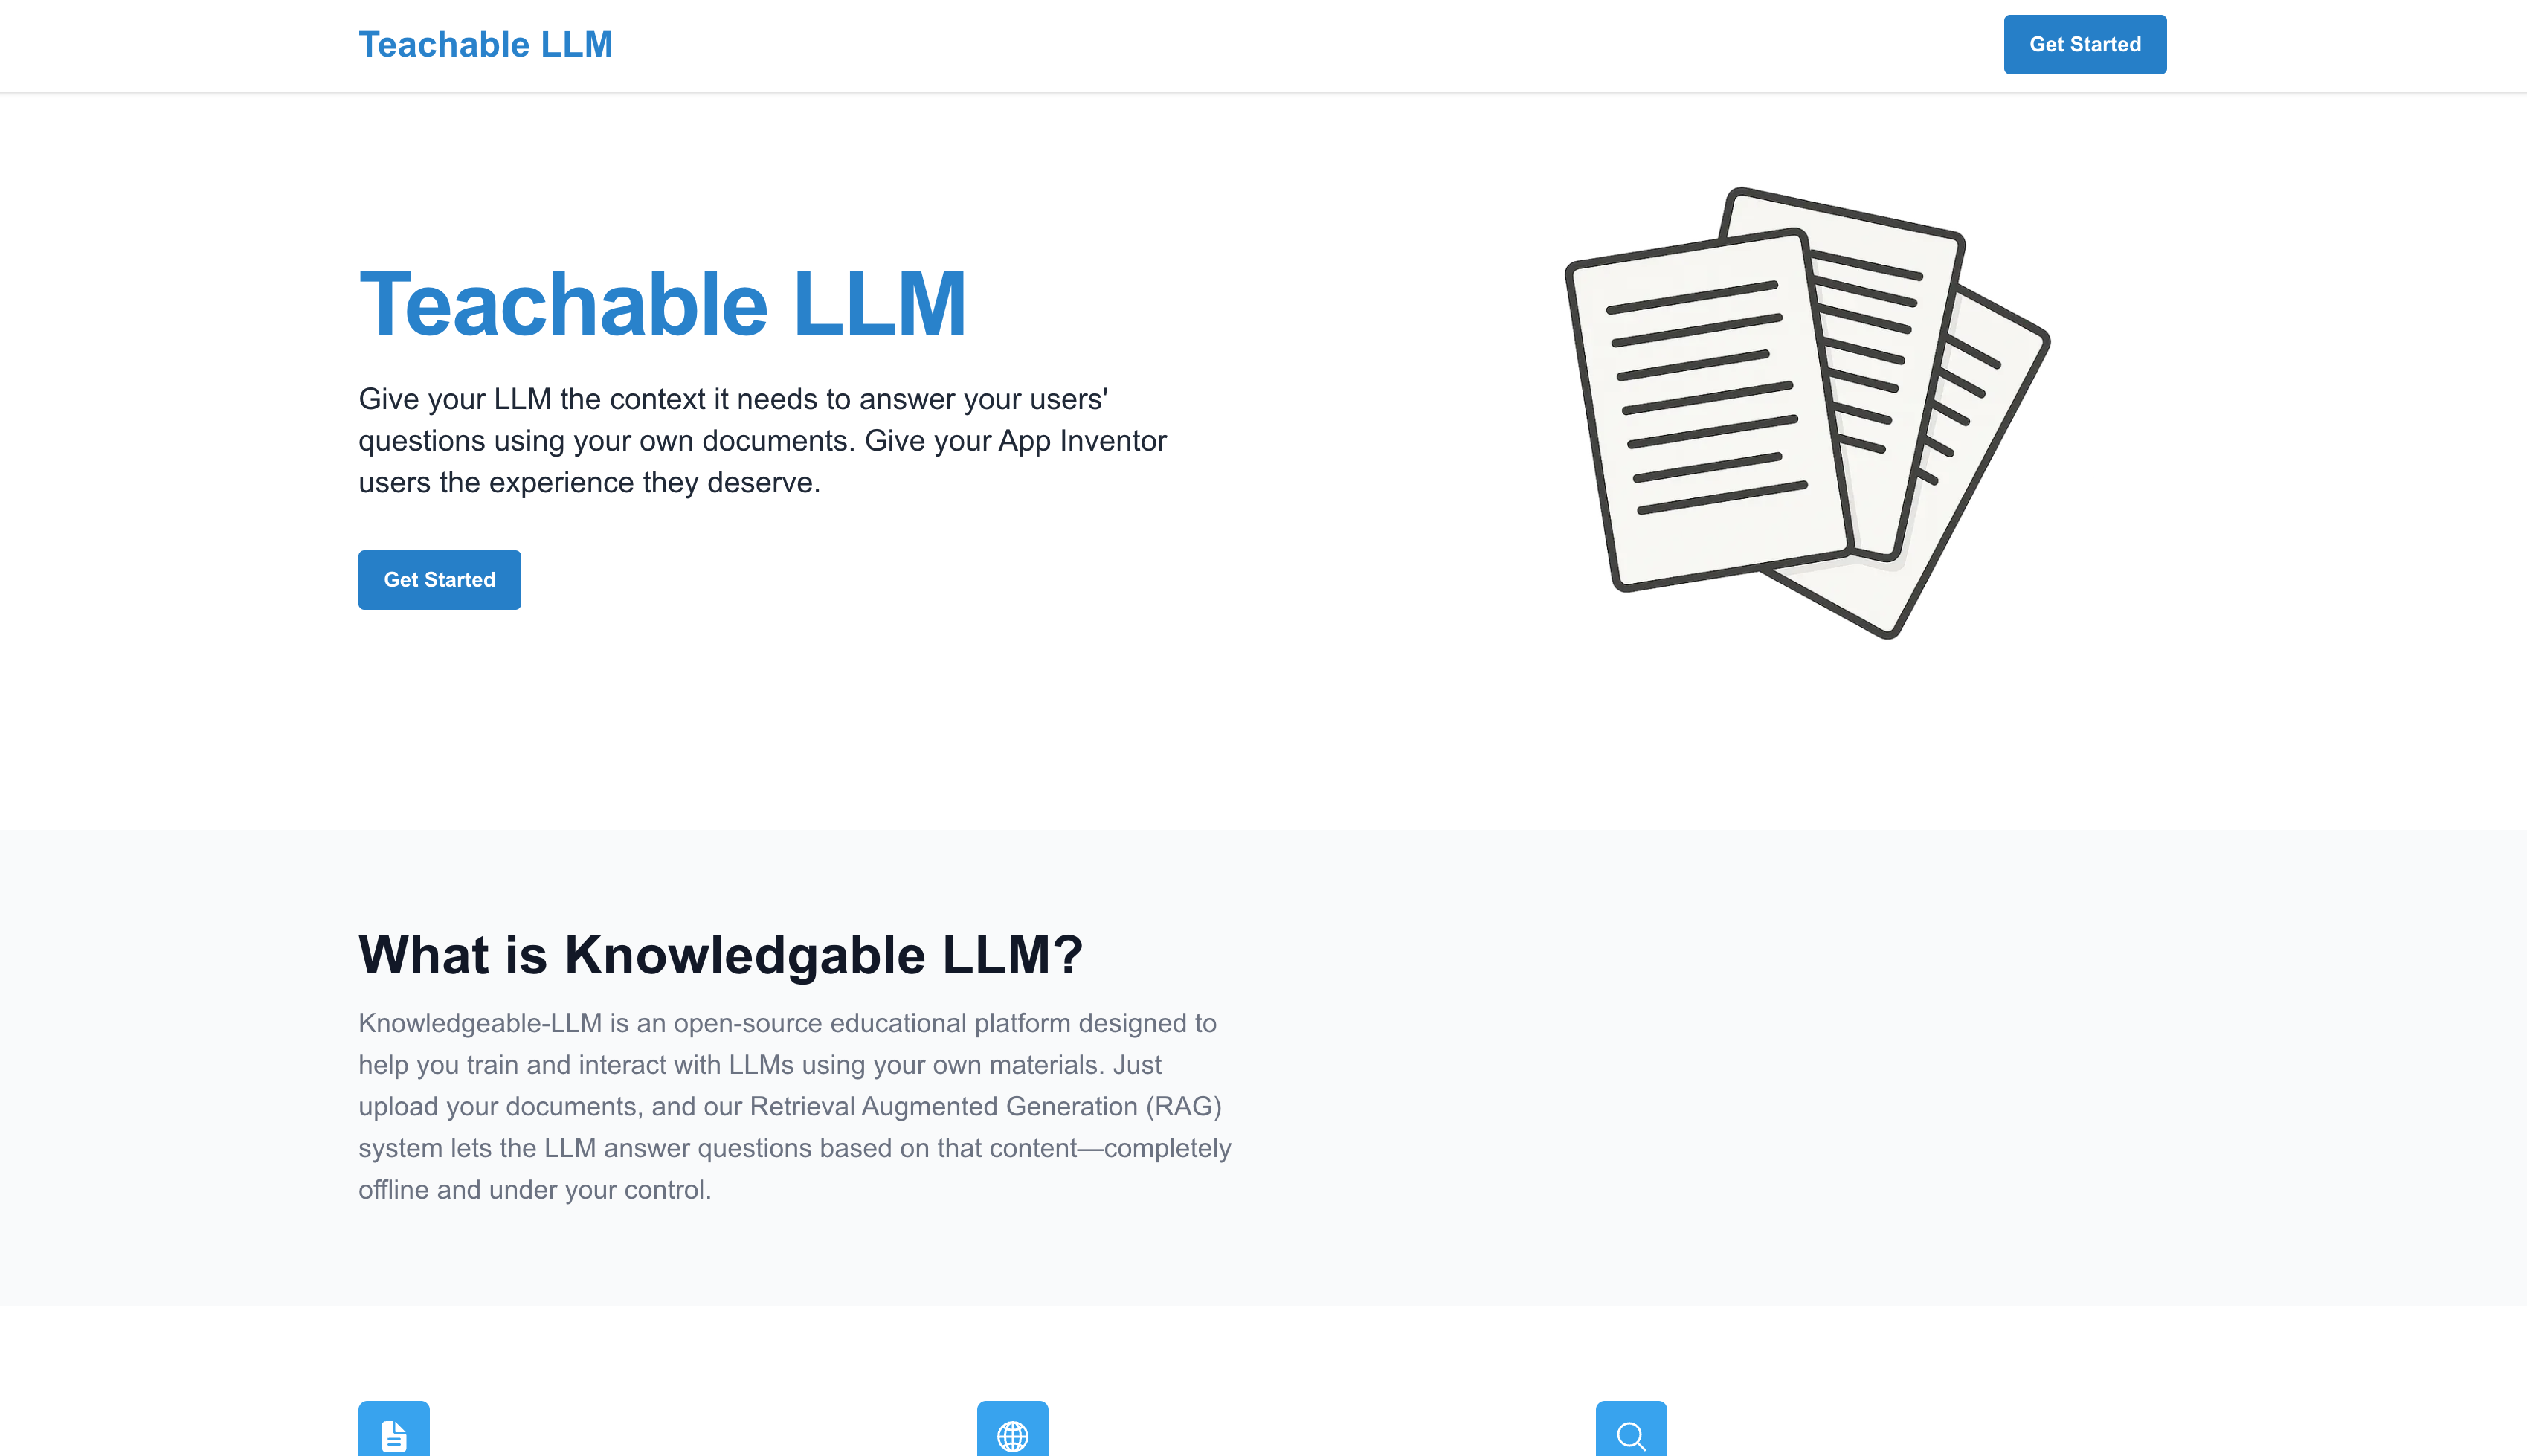 Teachable LLM
Get Started
Teachable LLM
Give your LLM the context it needs to answer your users'
questions using your own documents. Give your App Inventor
users the experience they deserve.
Get Started
What is Knowledgable LLM?
Knowledgeable-LLM is an open-source educational platform designed to
help you train and interact with LLMs using your own materials. Just
upload your documents, and our Retrieval Augmented Generation (RAG)
system lets the LLM answer questions based on that content—completely
offline and under your control.